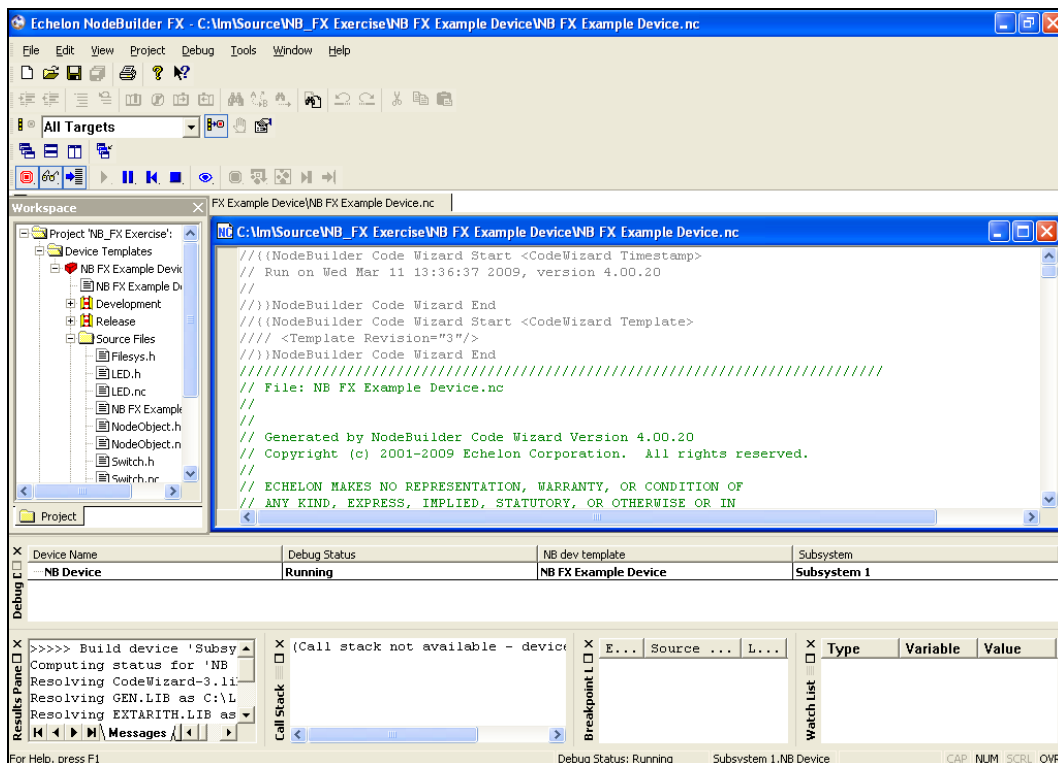 Echelon NodeBuilder FX - C:\lm\Source\NB_FX Exercise\NB FX Example Device\NB FX Example Device.nc
File Edit View Project Debug Tools Window Help
All Targets
Workspace
FX Example Device\NB FX Example Device.nc
Project 'NB_FX Exercise':
Device Templates
NB FX Example Devic
NB FX Example D
Development
Release
Source Files
Filesys.h
LED.h
LED.nc
NB FX Example
NodeObject.h
NodeObject.n
Switch.h
Switch.nc
Project
NC C:\lm\Source\NB_FX Exercise\NB FX Example Device\NB FX Example Device.nc
//{{NodeBuilder Code Wizard Start <CodeWizard Timestamp>
// Run on Wed Mar 11 13:36:37 2009, version 4.00.20
//
//}}NodeBuilder Code Wizard End
//{{NodeBuilder Code Wizard Start <CodeWizard Template>
//// <Template Revision="3"/>
//}}NodeBuilder Code Wizard End
//////////////////////////////////////////////////////////////////////////////
// File: NB FX Example Device.nc
//
//
// Generated by NodeBuilder Code Wizard Version 4.00.20
// Copyright (c) 2001-2009 Echelon Corporation. All rights reserved.
//
// ECHELON MAKES NO REPRESENTATION, WARRANTY, OR CONDITION OF
// ANY KIND, EXPRESS, IMPLIED, STATUTORY, OR OTHERWISE OR IN
Debug D
Device Name Debug Status NB dev template Subsystem
NB Device Running NB FX Example Device Subsystem 1
Results Pane
>>>>> Build device 'Subsy
Computing status for 'NB
Resolving CodeWizard-3.li
Resolving GEN.LIB as C:\L
Resolving EXTARITH.LIB as
Messages
Call Stack
(Call stack not available - device
Breakpoint L
E... Source ... L...
Watch List
Type Variable Value
For Help, press F1 Debug Status: Running Subsystem 1.NB Device CAP NUM SCRL OVR